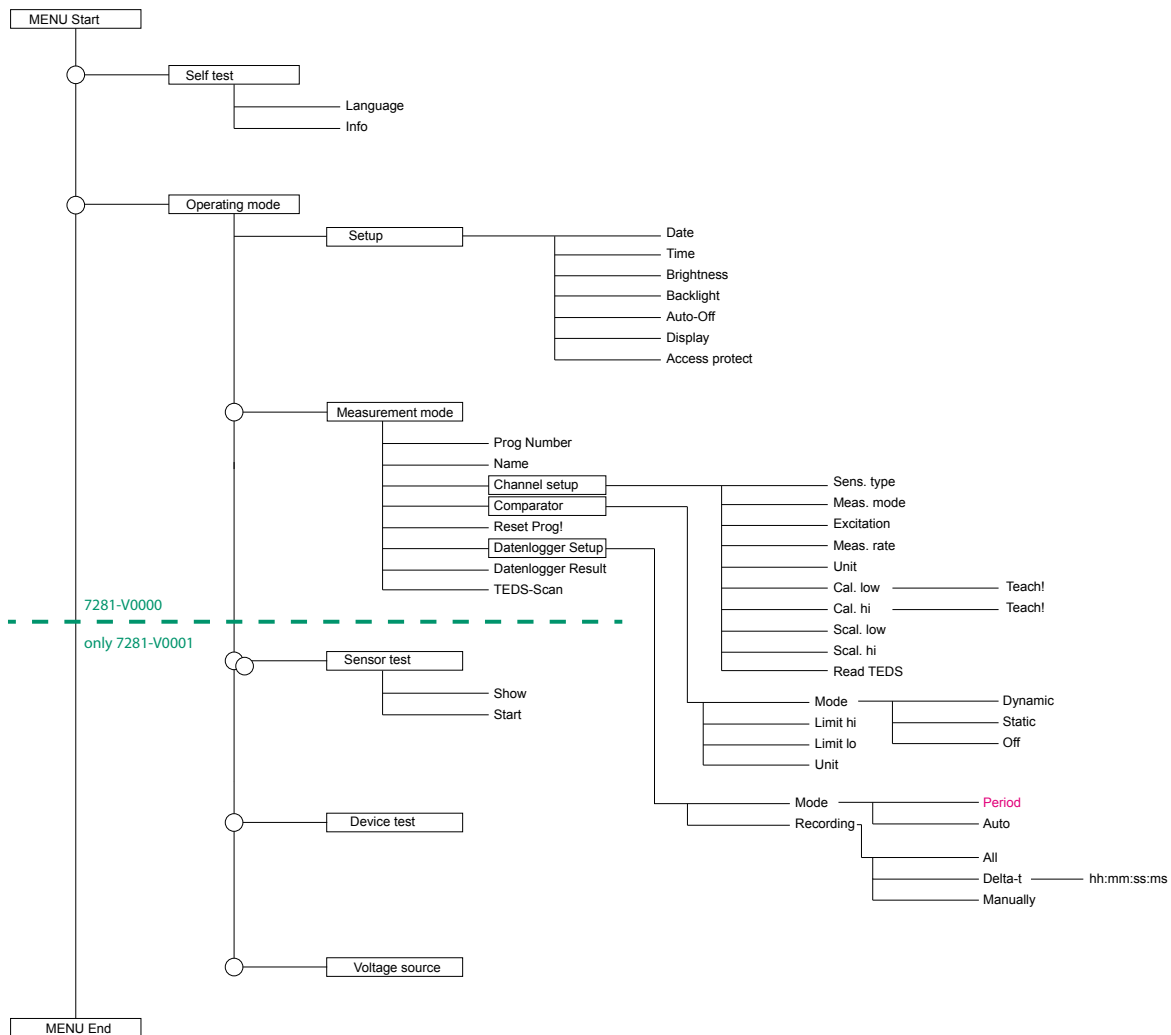 MENU Start
Self test
Language
Info
Operating mode
Setup
Date
Time
Brightness
Backlight
Auto-Off
Display
Access protect
Measurement mode
Prog Number
Name
Channel setup
Comparator
Reset Prog!
Datenlogger Setup
Datenlogger Result
TEDS-Scan
Sens. type
Meas. mode
Excitation
Meas. rate
Unit
Cal. low
Teach!
Cal. hi
Teach!
Scal. low
Scal. hi
Read TEDS
Mode
Dynamic
Static
Off
Limit hi
Limit lo
Unit
Mode
Period
Auto
Recording
All
Delta-t
hh:mm:ss:ms
Manually
7281-V0000
only 7281-V0001
Sensor test
Show
Start
Device test
Voltage source
MENU End